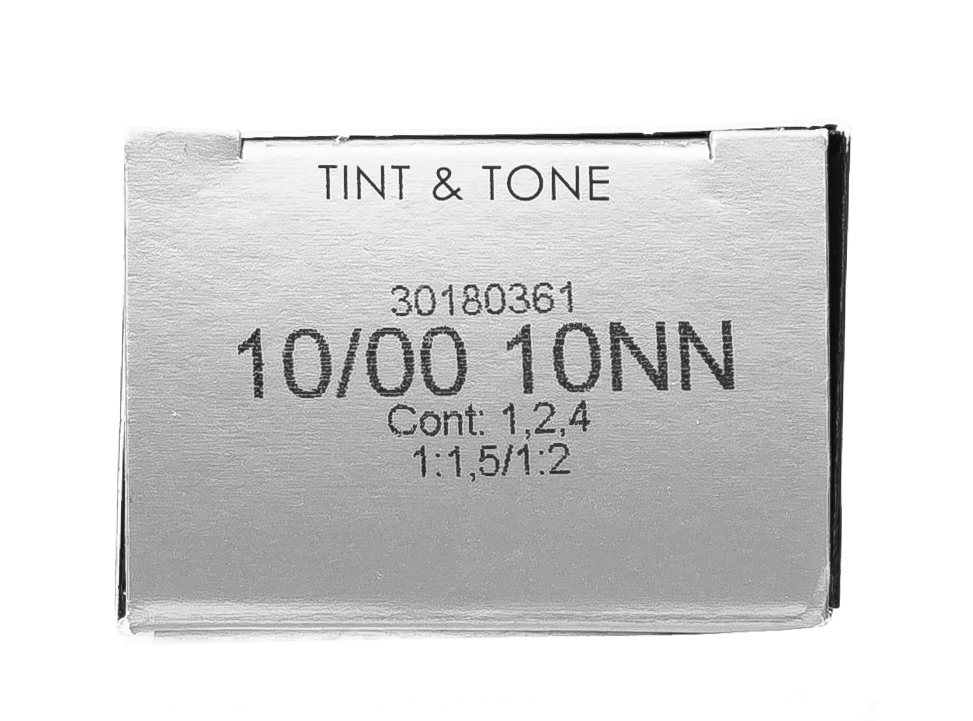 TINT & TONE
30180361
10/00 10NN
Cont: 1,2,4
1:1,5/1:2